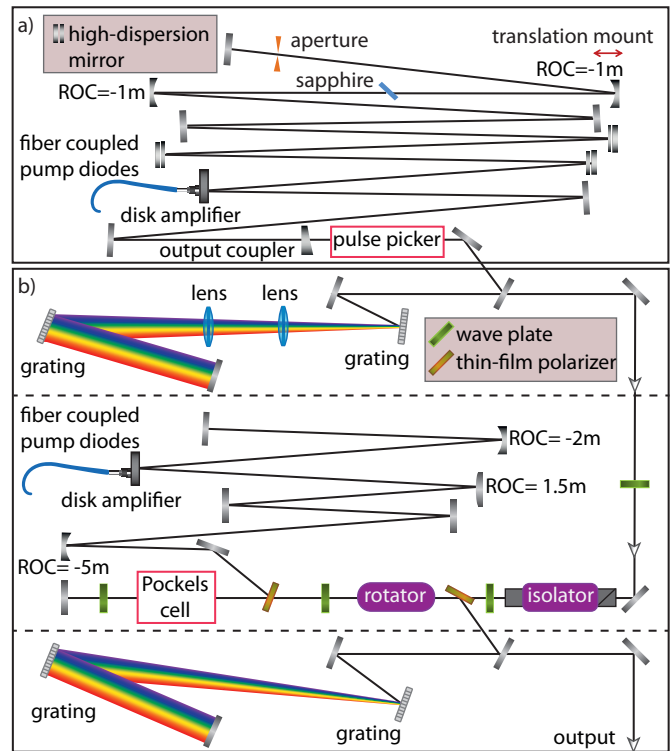 a)
high-dispersion
mirror
aperture
translation mount
ROC=-1m
sapphire
ROC=-1m
fiber coupled
pump diodes
disk amplifier
output coupler
pulse picker
b)
lens
lens
grating
grating
wave plate
thin-film polarizer
fiber coupled
pump diodes
ROC= -2m
disk amplifier
ROC= 1.5m
ROC= -5m
Pockels
cell
rotator
isolator
grating
grating
output